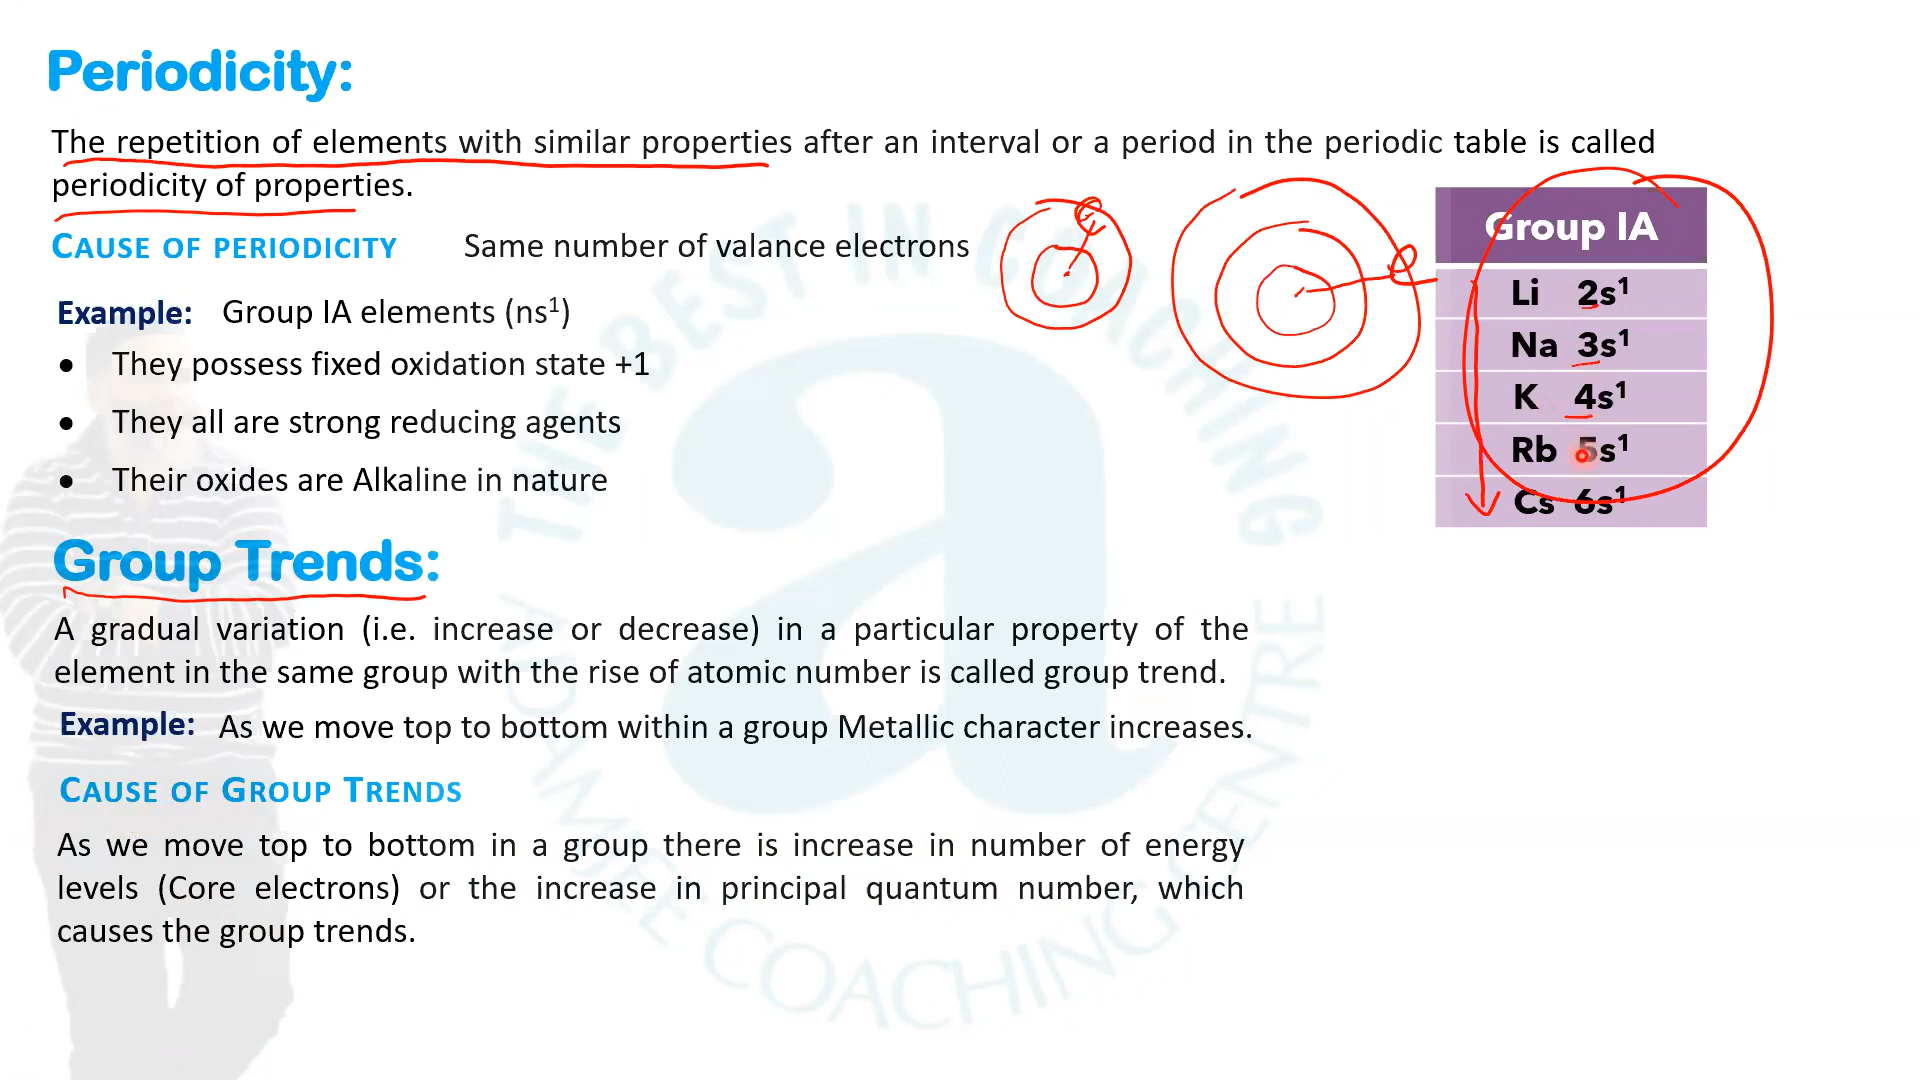 Periodicity:
The repetition of elements with similar properties after an interval or a period in the periodic table is called
periodicity of properties.
CAUSE OF PERIODICITY Same number of valance electrons
Example: Group IA elements (ns¹)
• They possess fixed oxidation state +1
• They all are strong reducing agents
• Their oxides are Alkaline in nature
Group IA
Li 2s¹
Na 3s¹
K 4s¹
Rb 5s¹
Cs 6s¹
Group Trends:
A gradual variation (i.e. increase or decrease) in a particular property of the
element in the same group with the rise of atomic number is called group trend.
Example: As we move top to bottom within a group Metallic character increases.
CAUSE OF GROUP TRENDS
As we move top to bottom in a group there is increase in number of energy
levels (Core electrons) or the increase in principal quantum number, which
causes the group trends.
THE BEST IN COACHING
a
ADAMJEE COACHING CENTRE